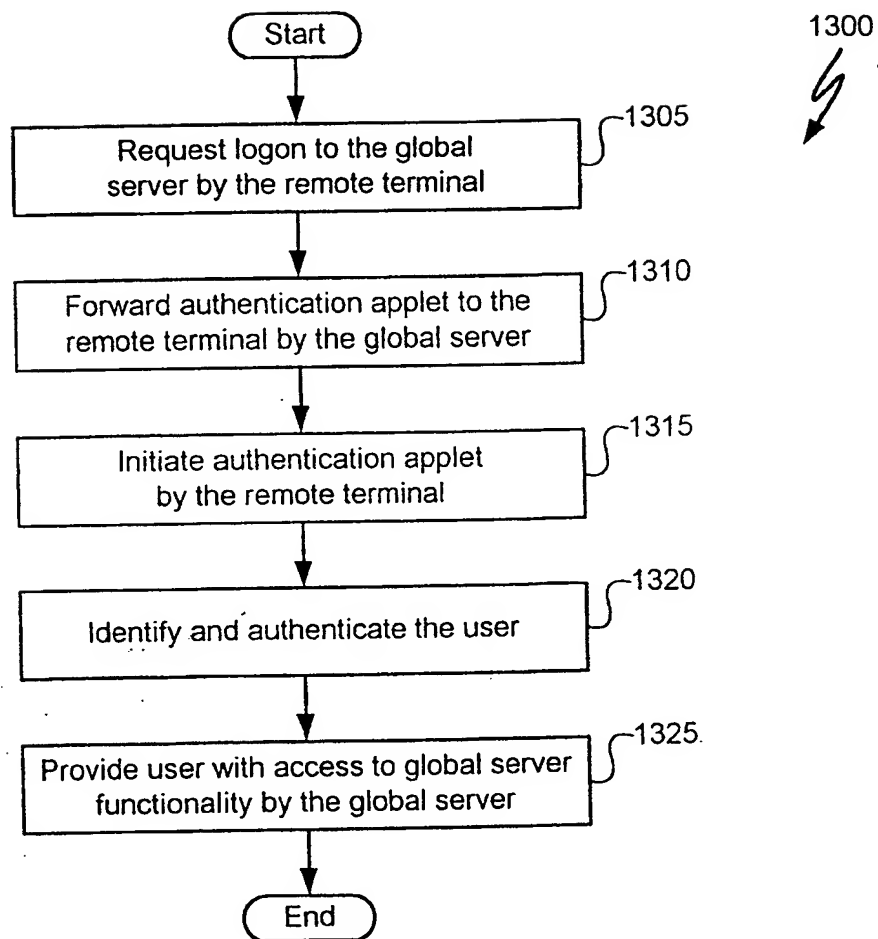 Start
1300
1305
Request logon to the global
server by the remote terminal
1310
Forward authentication applet to the
remote terminal by the global server
1315
Initiate authentication applet
by the remote terminal
1320
Identify and authenticate the user
1325
Provide user with access to global server
functionality by the global server
End